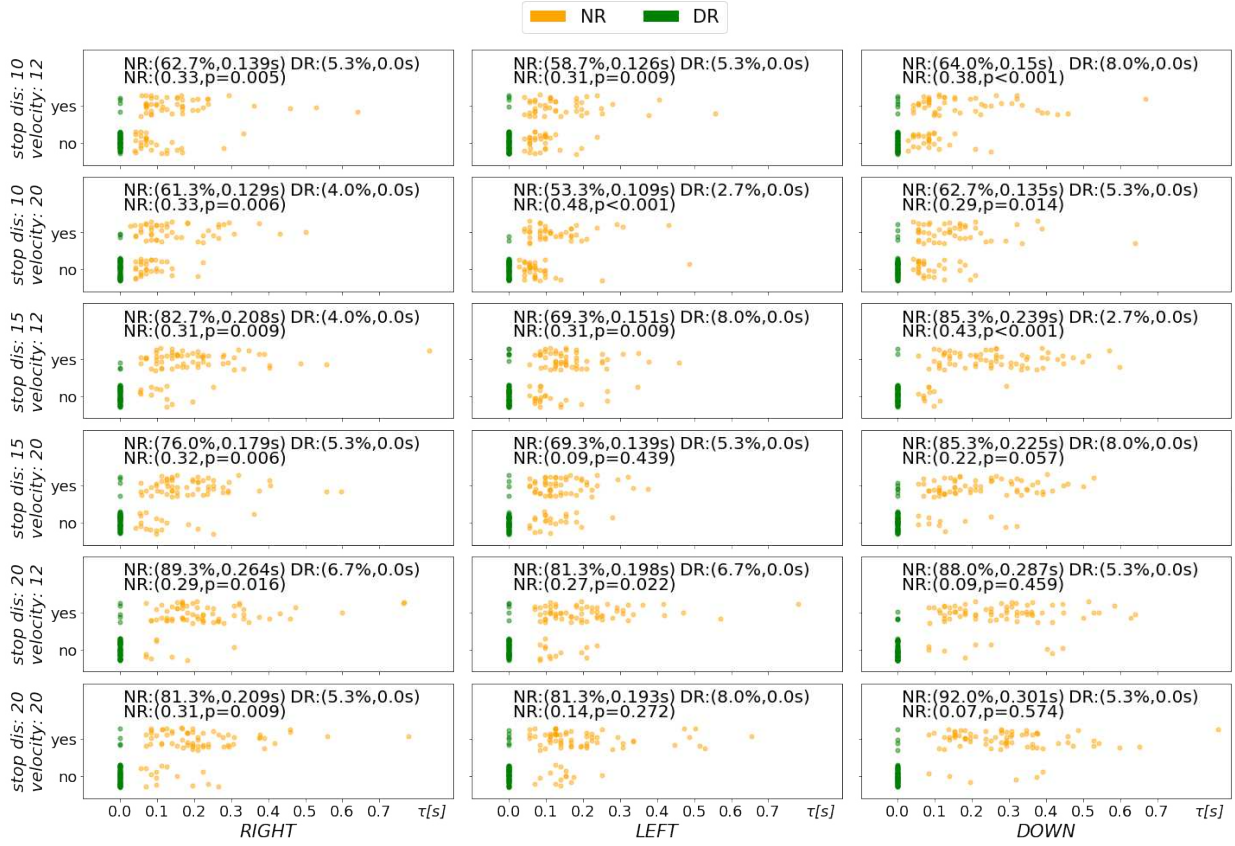 NR DR
stop dis: 10
velocity: 12
yes
no
NR:(62.7%,0.139s) DR:(5.3%,0.0s)
NR:(0.33,p=0.005)
NR:(58.7%,0.126s) DR:(5.3%,0.0s)
NR:(0.31,p=0.009)
NR:(64.0%,0.15s) DR:(8.0%,0.0s)
NR:(0.38,p<0.001)
stop dis: 10
velocity: 20
yes
no
NR:(61.3%,0.129s) DR:(4.0%,0.0s)
NR:(0.33,p=0.006)
NR:(53.3%,0.109s) DR:(2.7%,0.0s)
NR:(0.48,p<0.001)
NR:(62.7%,0.135s) DR:(5.3%,0.0s)
NR:(0.29,p=0.014)
stop dis: 15
velocity: 12
yes
no
NR:(82.7%,0.208s) DR:(4.0%,0.0s)
NR:(0.31,p=0.009)
NR:(69.3%,0.151s) DR:(8.0%,0.0s)
NR:(0.31,p=0.009)
NR:(85.3%,0.239s) DR:(2.7%,0.0s)
NR:(0.43,p<0.001)
stop dis: 15
velocity: 20
yes
no
NR:(76.0%,0.179s) DR:(5.3%,0.0s)
NR:(0.32,p=0.006)
NR:(69.3%,0.139s) DR:(5.3%,0.0s)
NR:(0.09,p=0.439)
NR:(85.3%,0.225s) DR:(8.0%,0.0s)
NR:(0.22,p=0.057)
stop dis: 20
velocity: 12
yes
no
NR:(89.3%,0.264s) DR:(6.7%,0.0s)
NR:(0.29,p=0.016)
NR:(81.3%,0.198s) DR:(6.7%,0.0s)
NR:(0.27,p=0.022)
NR:(88.0%,0.287s) DR:(5.3%,0.0s)
NR:(0.09,p=0.459)
stop dis: 20
velocity: 20
yes
no
NR:(81.3%,0.209s) DR:(5.3%,0.0s)
NR:(0.31,p=0.009)
NR:(81.3%,0.193s) DR:(8.0%,0.0s)
NR:(0.14,p=0.272)
NR:(92.0%,0.301s) DR:(5.3%,0.0s)
NR:(0.07,p=0.574)
0.0 0.1 0.2 0.3 0.4 0.5 0.6 0.7 τ[s]
RIGHT
0.0 0.1 0.2 0.3 0.4 0.5 0.6 0.7 τ[s]
LEFT
0.0 0.1 0.2 0.3 0.4 0.5 0.6 0.7 τ[s]
DOWN